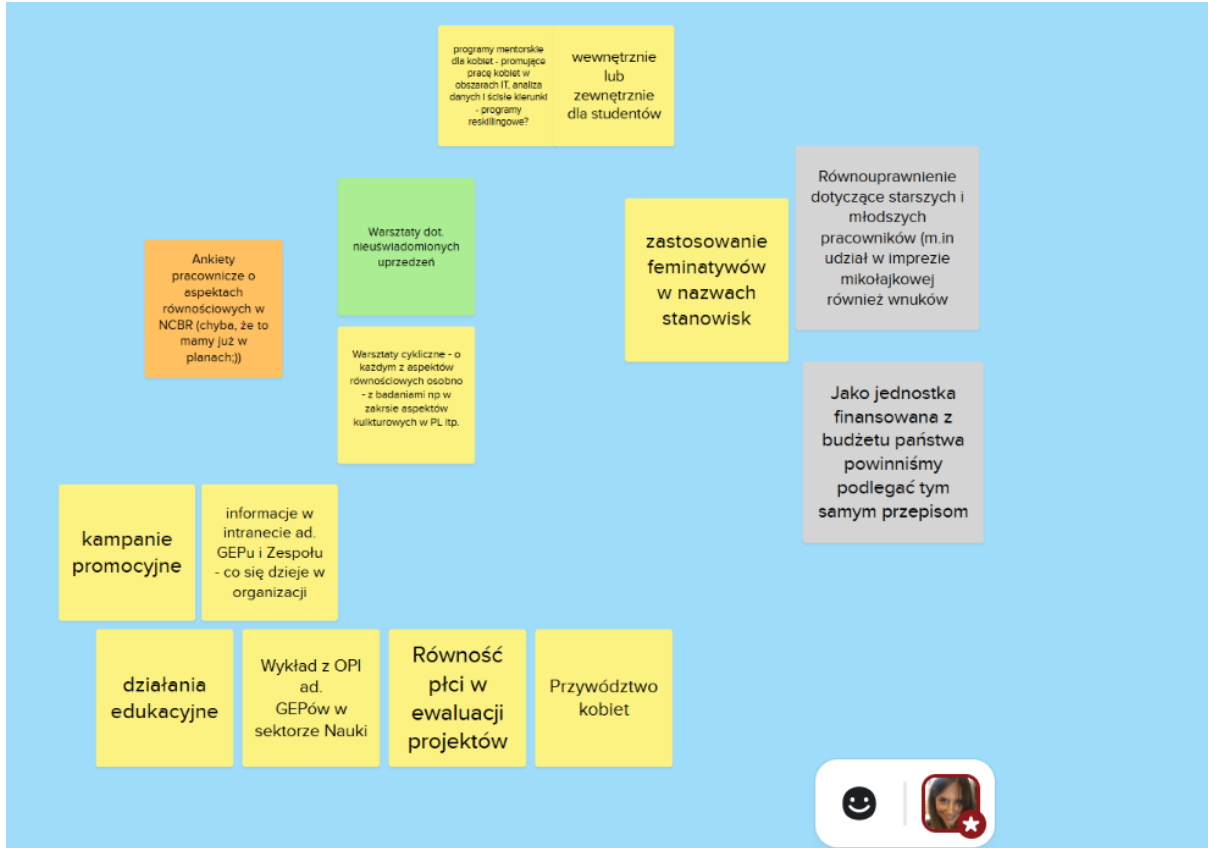 programy mentorskie
dla kobiet - promujące
pracę kobiet w
obszarach IT, analiza
danych i ścisłe kierunki
- programy
reskillingowe?
wewnętrznie
lub
zewnętrznie
dla studentów
Równouprawnienie
dotyczące starszych i
młodszych
pracowników (m.in
udział w imprezie
mikołajkowej
również wnuków
Warsztaty dot.
nieuświadomionych
uprzedzeń
zastosowanie
feminatywów
w nazwach
stanowisk
Ankiety
pracownicze o
aspektach
równościowych w
NCBR (chyba, że to
mamy już w
planach;))
Warsztaty cykliczne - o
każdym z aspektów
równościowych osobno
- z badaniami np w
zakrsie aspektów
kulkturowych w PL itp.
Jako jednostka
finansowana z
budżetu państwa
powinniśmy
podlegać tym
samym przepisom
kampanie
promocyjne
informacje w
intranecie ad.
GEPu i Zespołu
- co się dzieje w
organizacji
działania
edukacyjne
Wykład z OPI
ad.
GEPów w
sektorze Nauki
Równość
płci w
ewaluacji
projektów
Przywództwo
kobiet